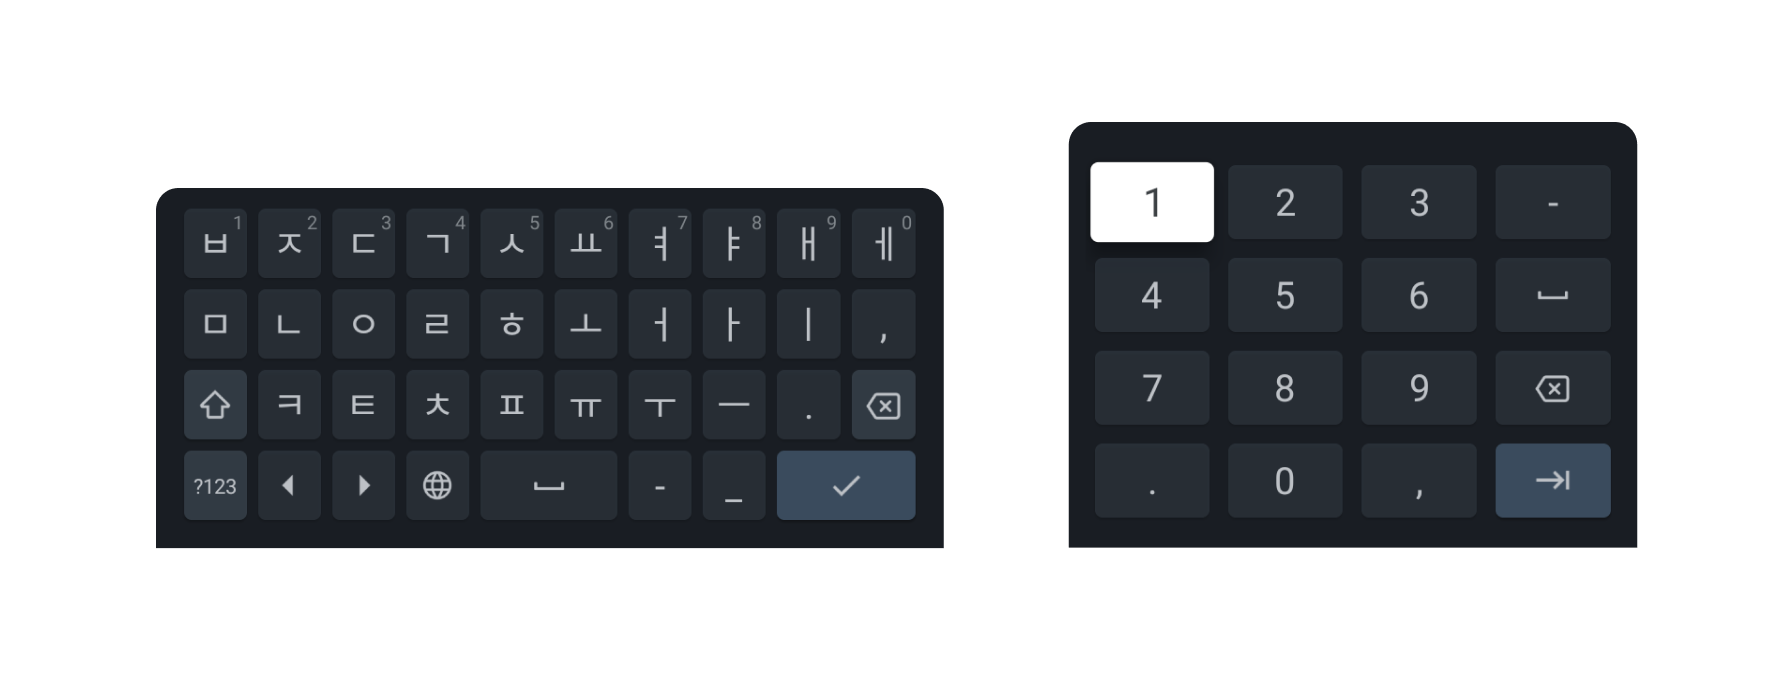 ㅂ 1 ㅈ 2 ㄷ 3 ㄱ 4 ㅅ 5 ㅛ 6 ㅕ 7 ㅑ 8 ㅐ 9 ㅔ 0
ㅁ ㄴ ㅇ ㄹ ㅎ ㅗ ㅓ ㅏ ㅣ ,
ㅋ ㅌ ㅊ ㅍ ㅠ ㅜ ㅡ .
?123 - _
1 2 3 -
4 5 6
7 8 9
. 0 ,